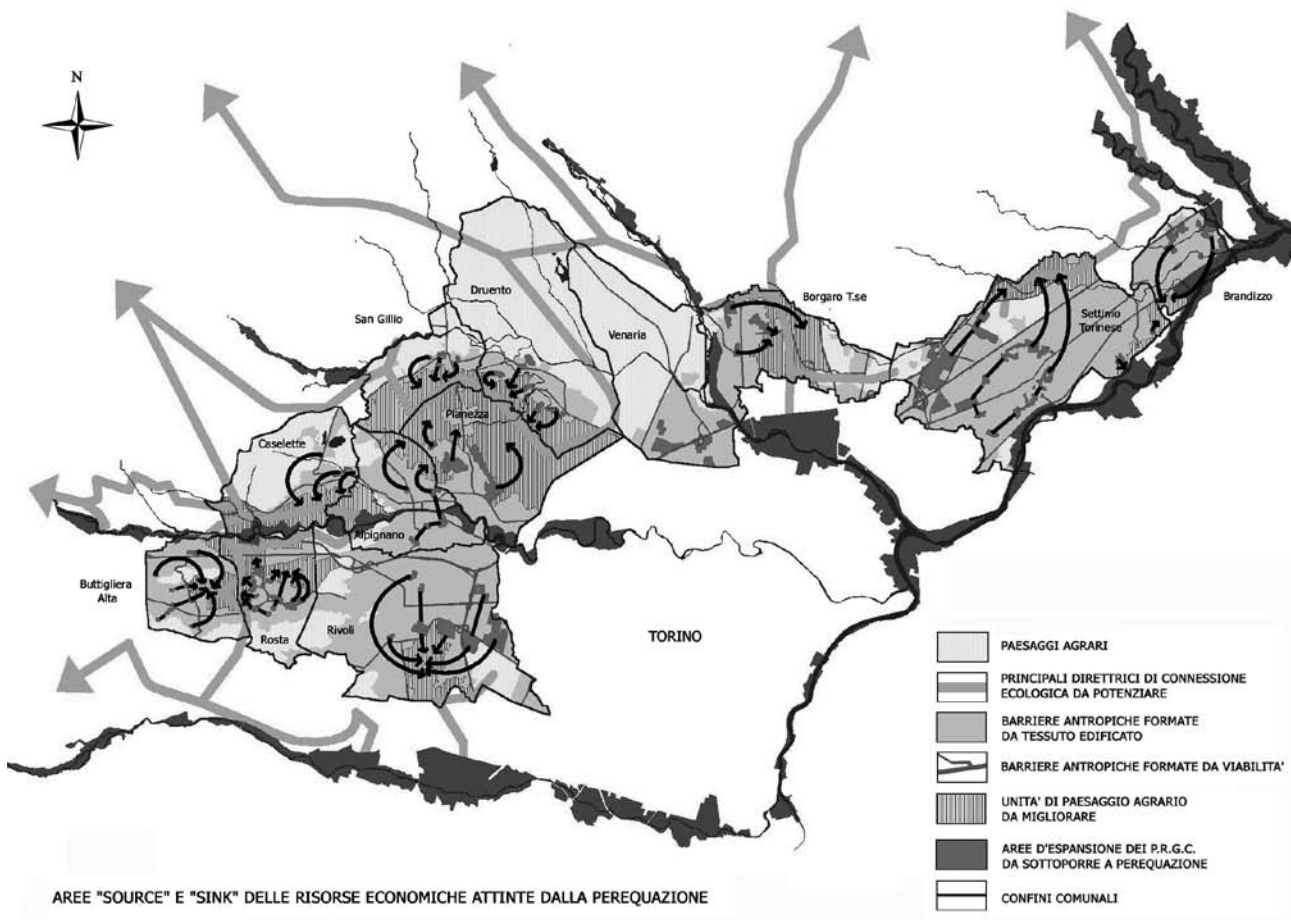 N
Druento
San Gillio
Venaria
Borgaro T.se
Settimo
Torinese
Brandizzo
Pianezza
Caselette
Alpignano
Buttigliera
Alta
Rosta
Rivoli
TORINO
PAESAGGI AGRARI
PRINCIPALI DIRETTRICI DI CONNESSIONE
ECOLOGICA DA POTENZIARE
BARRIERE ANTROPICHE FORMATE
DA TESSUTO EDIFICATO
BARRIERE ANTROPICHE FORMATE DA VIABILITA'
UNITA' DI PAESAGGIO AGRARIO
DA MIGLIORARE
AREE D'ESPANSIONE DEI P.R.G.C.
DA SOTTOPORRE A PEREQUAZIONE
CONFINI COMUNALI
AREE "SOURCE" E "SINK" DELLE RISORSE ECONOMICHE ATTINTE DALLA PEREQUAZIONE